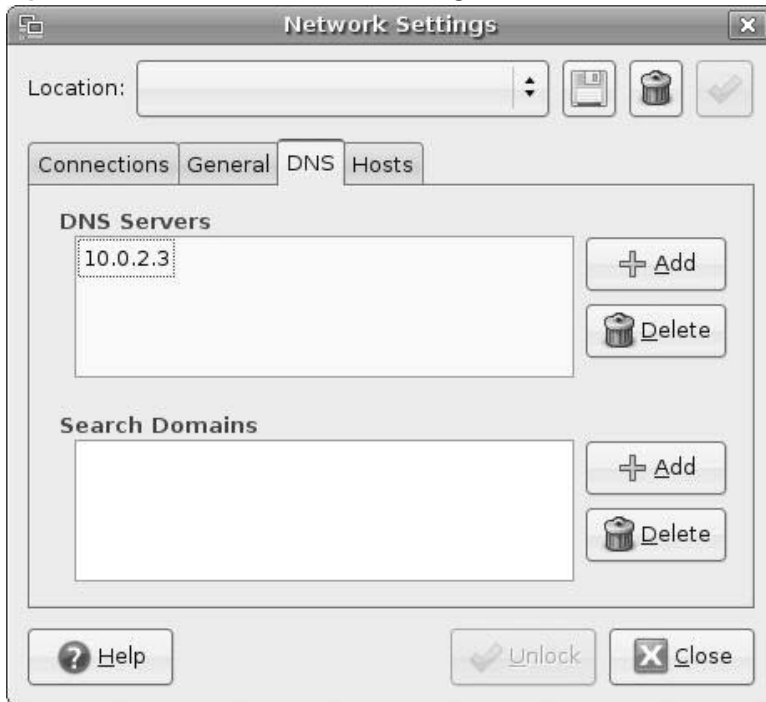 Network Settings
Location:
Connections General DNS Hosts
DNS Servers
10.0.2.3
Add
Delete
Search Domains
Add
Delete
Help Unlock Close